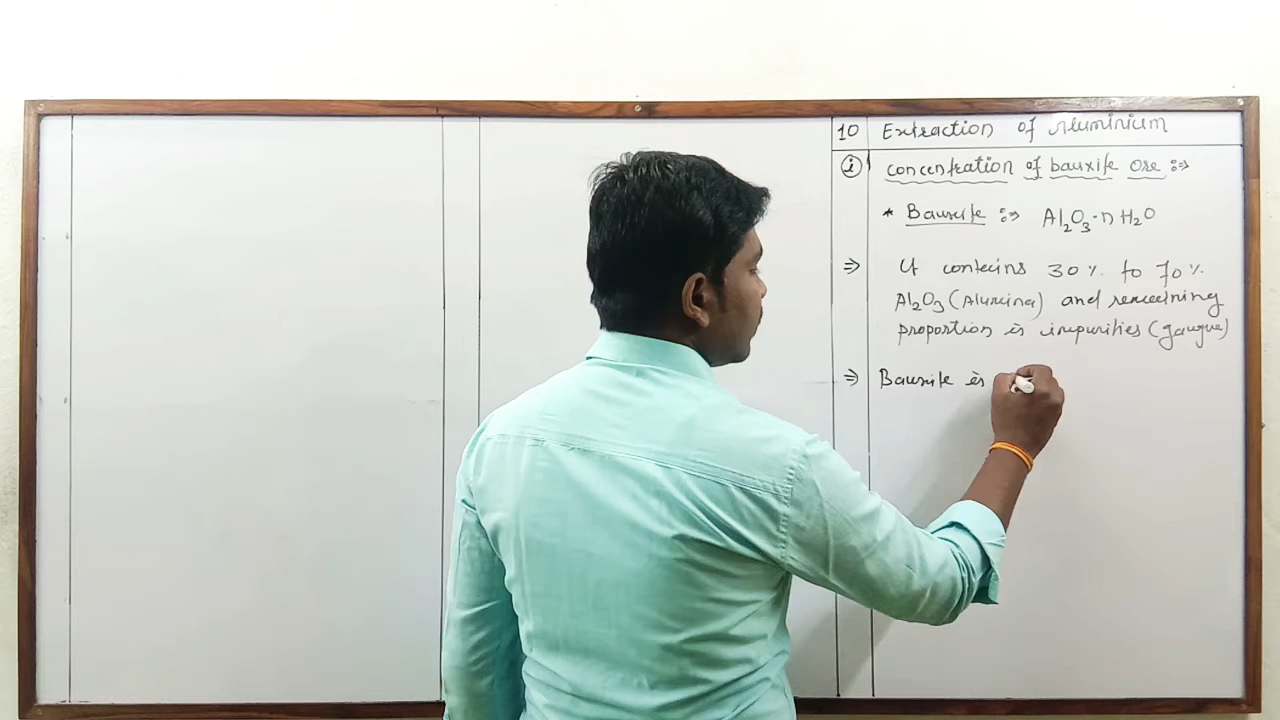 10 Extraction of Aluminium
i concentration of bauxite ore :⇒
* Bauxite :⇒ Al₂O₃·nH₂O
⇒ It contains 30% to 70%
Al₂O₃ (Alumina) and remaining
proportion is impurities (gangue)
⇒ Bauxite is